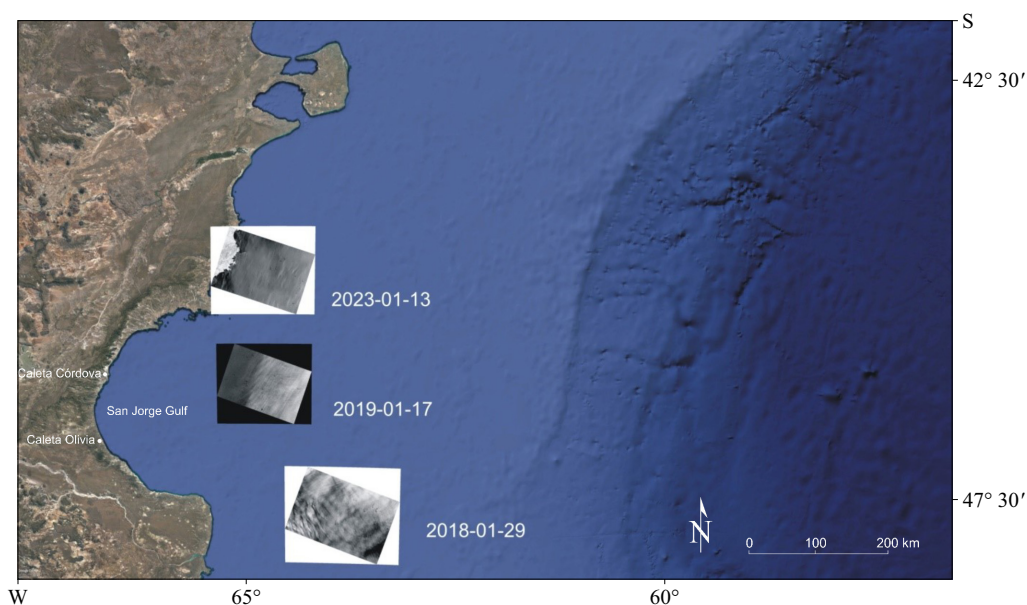 S
42° 30′
2023-01-13
Caleta Córdova
2019-01-17
San Jorge Gulf
Caleta Olivia
47° 30′
2018-01-29
N
0 100 200 km
W 65° 60°